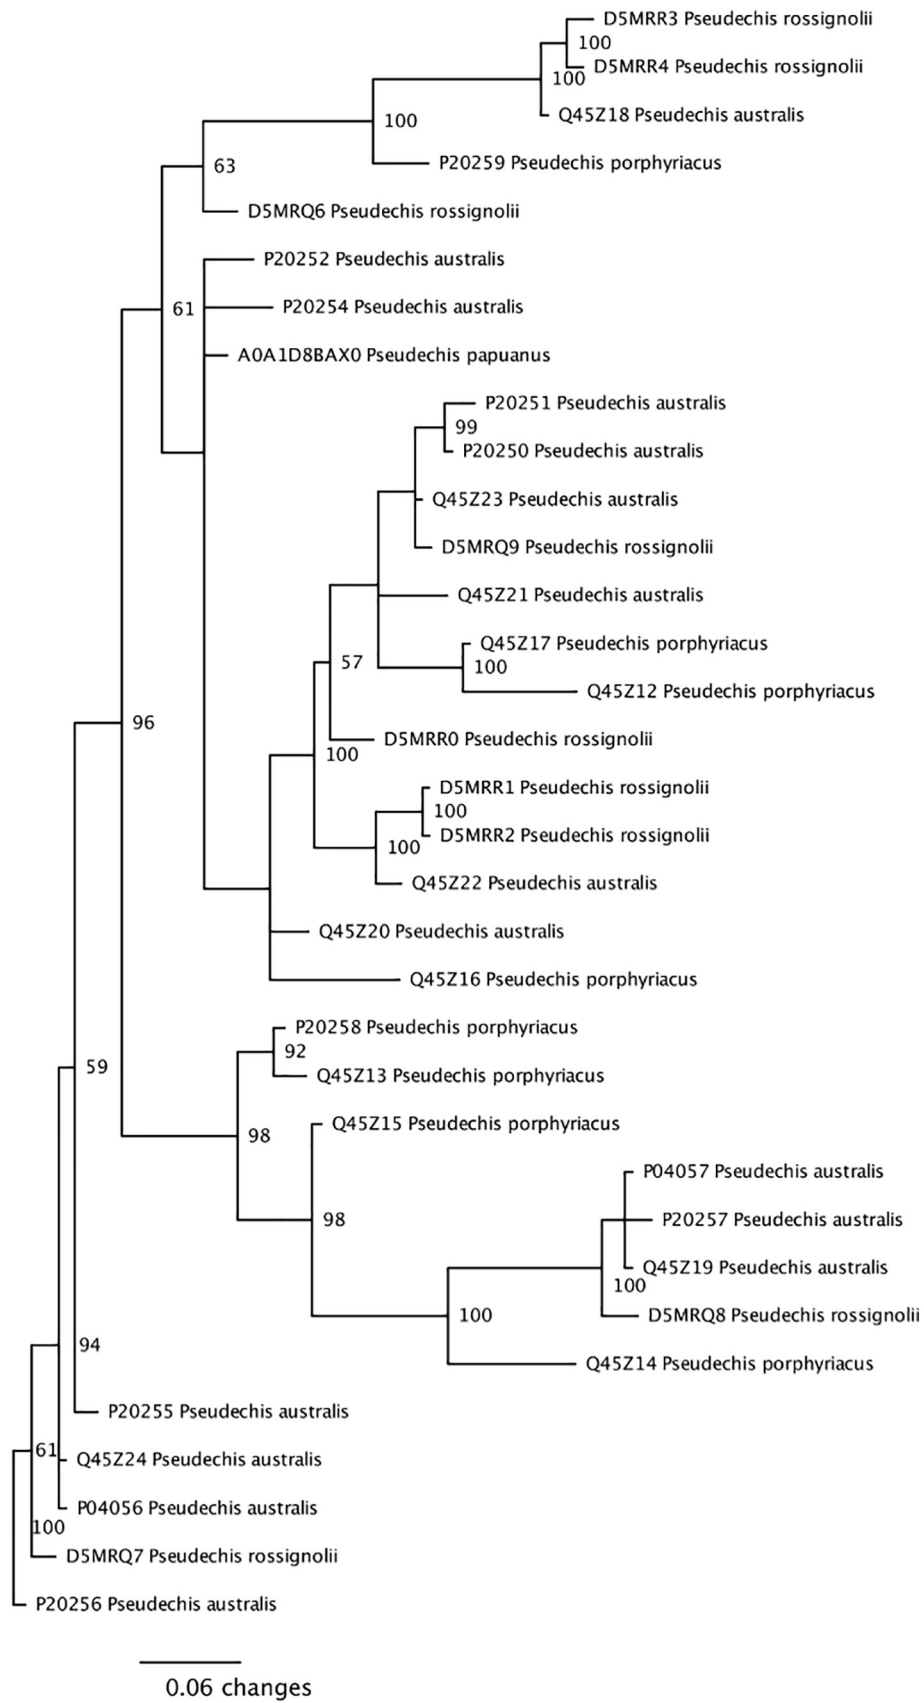 D5MRR3 Pseudechis rossignolii
100
D5MRR4 Pseudechis rossignolii
100
Q45Z18 Pseudechis australis
100
P20259 Pseudechis porphyriacus
63
D5MRQ6 Pseudechis rossignolii
P20252 Pseudechis australis
61
P20254 Pseudechis australis
A0A1D8BAX0 Pseudechis papuanus
P20251 Pseudechis australis
99
P20250 Pseudechis australis
Q45Z23 Pseudechis australis
D5MRQ9 Pseudechis rossignolii
Q45Z21 Pseudechis australis
Q45Z17 Pseudechis porphyriacus
57
100
Q45Z12 Pseudechis porphyriacus
96
D5MRR0 Pseudechis rossignolii
100
D5MRR1 Pseudechis rossignolii
100
D5MRR2 Pseudechis rossignolii
100
Q45Z22 Pseudechis australis
Q45Z20 Pseudechis australis
Q45Z16 Pseudechis porphyriacus
P20258 Pseudechis porphyriacus
92
59
Q45Z13 Pseudechis porphyriacus
Q45Z15 Pseudechis porphyriacus
98
P04057 Pseudechis australis
98
P20257 Pseudechis australis
Q45Z19 Pseudechis australis
100
100
D5MRQ8 Pseudechis rossignolii
94
Q45Z14 Pseudechis porphyriacus
P20255 Pseudechis australis
61
Q45Z24 Pseudechis australis
P04056 Pseudechis australis
100
D5MRQ7 Pseudechis rossignolii
P20256 Pseudechis australis
0.06 changes